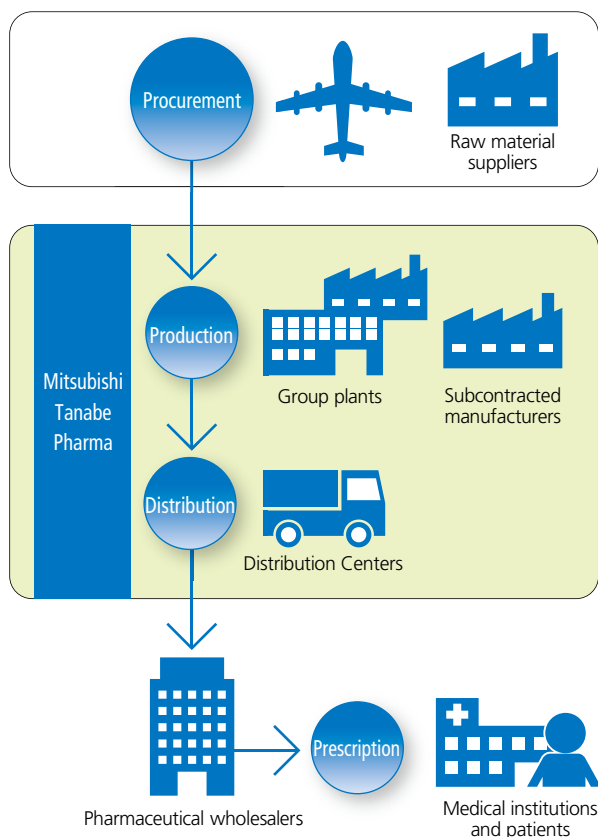 Procurement
Raw material
suppliers
Mitsubishi
Tanabe
Pharma
Production
Group plants
Subcontracted
manufacturers
Distribution
Distribution Centers
Pharmaceutical wholesalers
Prescription
Medical institutions
and patients